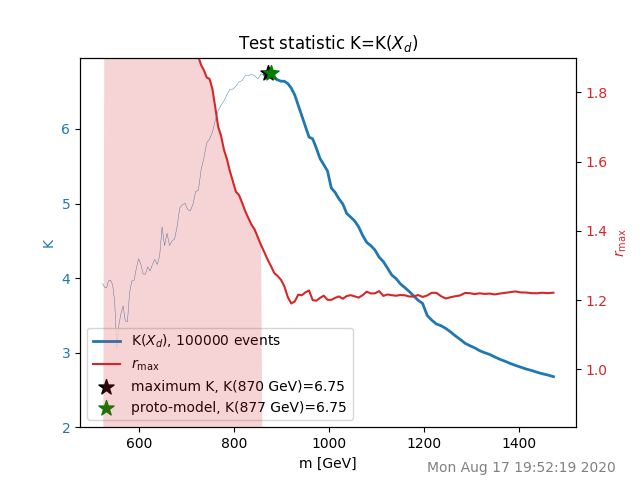 Test statistic K=K(X_d)
6
5
4
3
2
K
1.8
1.6
1.4
1.2
1.0
r_max
K(X_d), 100000 events
r_max
maximum K, K(870 GeV)=6.75
proto-model, K(877 GeV)=6.75
600 800 1000 1200 1400
m [GeV]
Mon Aug 17 19:52:19 2020